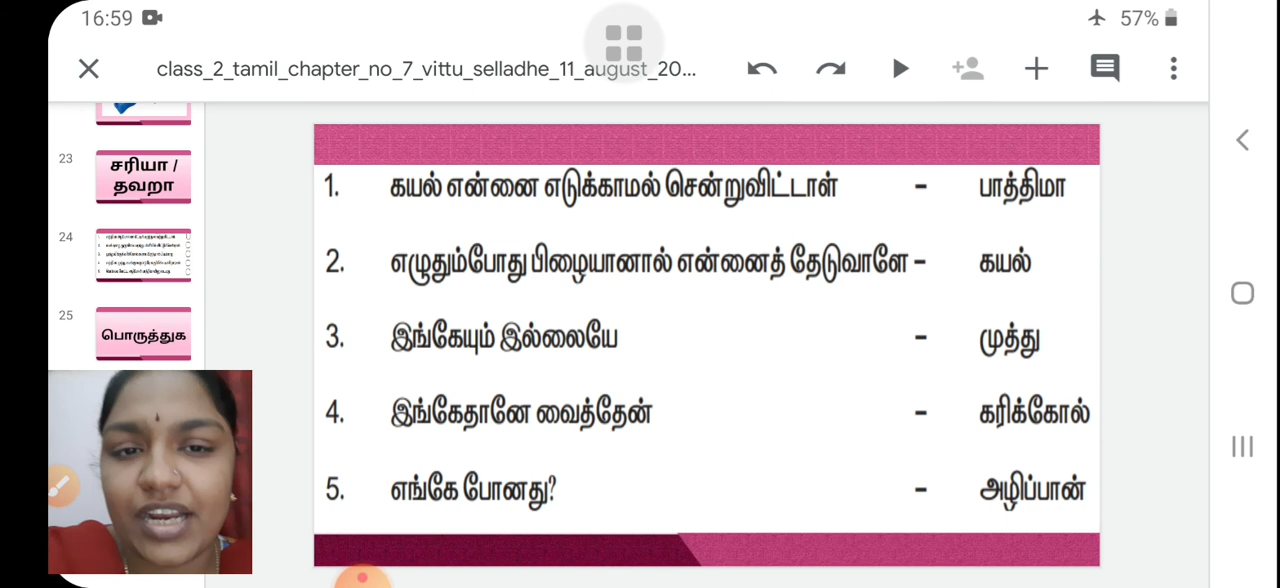 16:59
57%
class_2_tamil_chapter_no_7_vittu_selladhe_11_august_20...
23
சரியா /
தவறா
24
25
பொருத்துக
1. கயல் என்னை எடுக்காமல் சென்றுவிட்டாள் - பாத்திமா
2. எழுதும்போது பிழையானால் என்னைத் தேடுவாளே - கயல்
3. இங்கேயும் இல்லையே - முத்து
4. இங்கேதானே வைத்தேன் - கரிக்கோல்
5. எங்கே போனது? - அழிப்பான்